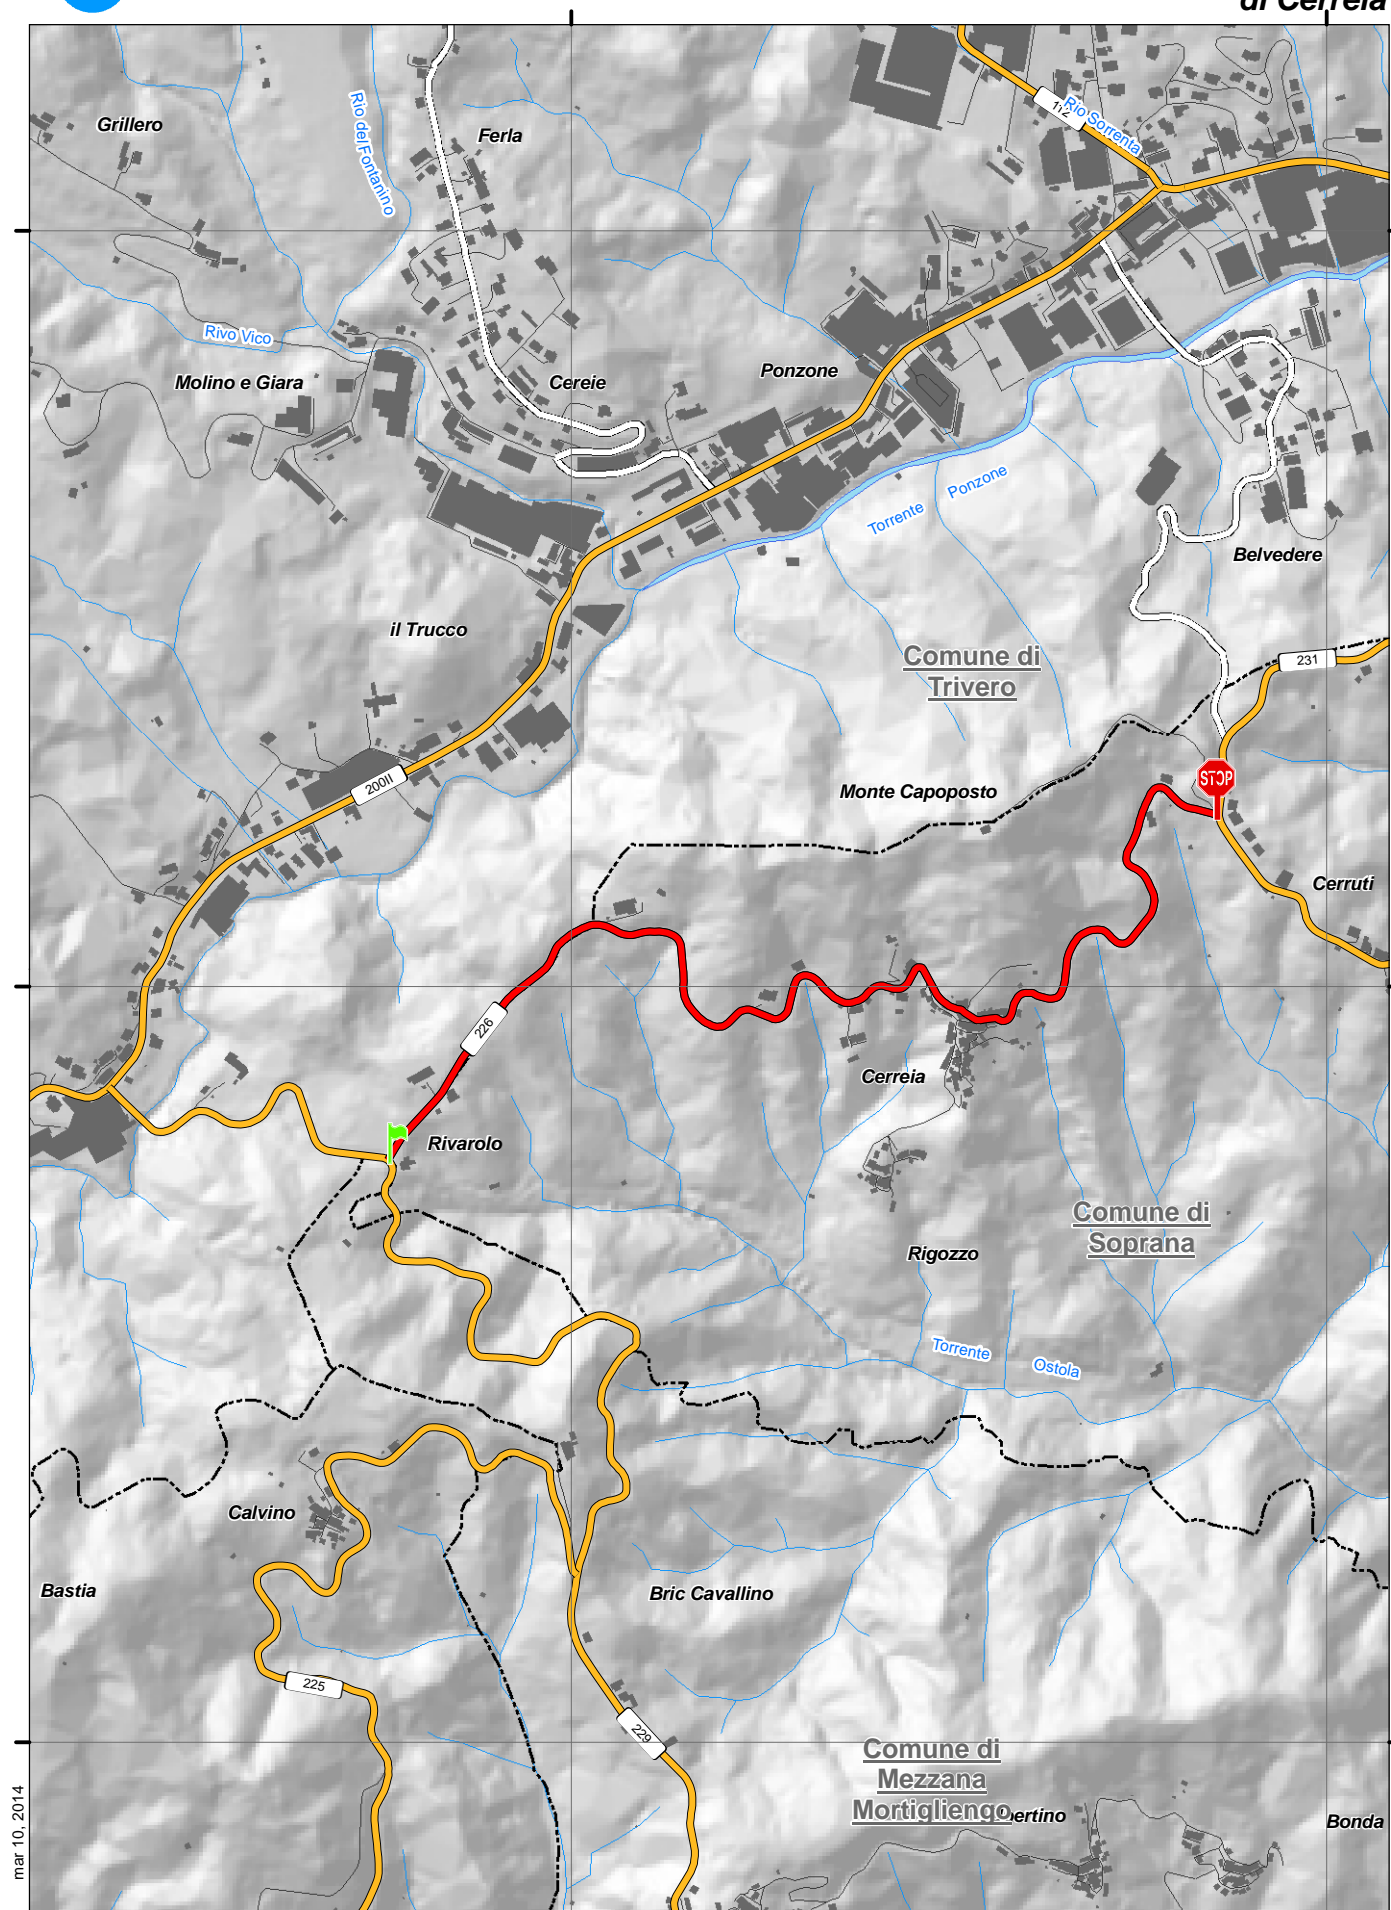 di Cerreia
Grillero
Rio del Fontanino
Ferla
112
Rio Sorrenta
Rivo Vico
Molino e Giara
Cereie
Ponzone
Torrente Ponzone
Belvedere
il Trucco
Comune di
Trivero
231
200II
Monte Capoposto
STOP
Cerruti
226
Cerreia
Rivarolo
Comune di
Soprana
Rigozzo
Torrente Ostola
Calvino
Bastia
Bric Cavallino
225
229
Comune di
Mezzana
Mortigliengo
Bonda
mar 10, 2014